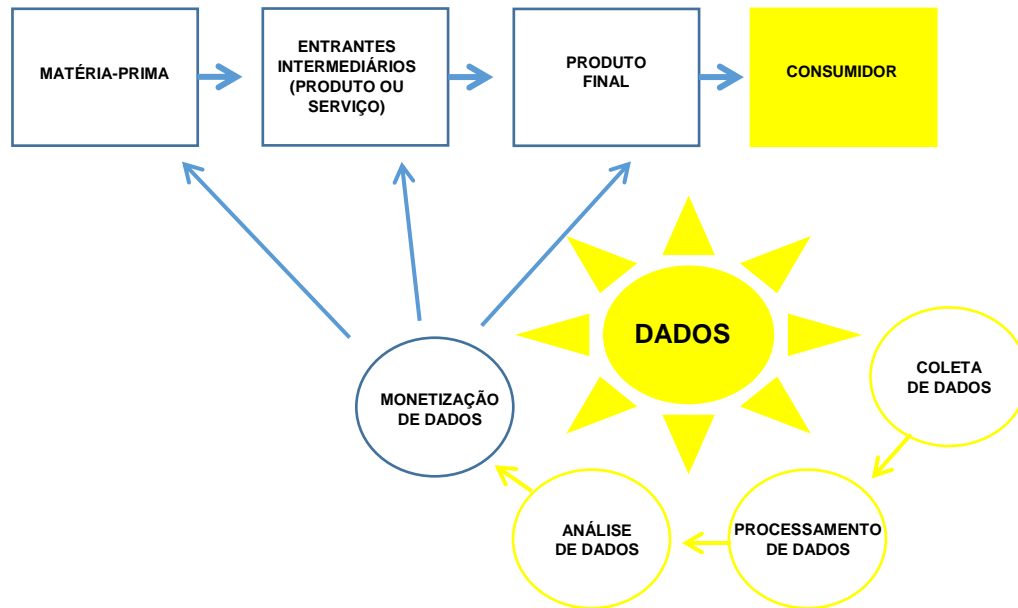 MATÉRIA-PRIMA
ENTRANTES
INTERMEDIÁRIOS
(PRODUTO OU
SERVIÇO)
PRODUTO
FINAL
CONSUMIDOR
DADOS
COLETA
DE DADOS
MONETIZAÇÃO
DE DADOS
ANÁLISE
DE DADOS
PROCESSAMENTO
DE DADOS